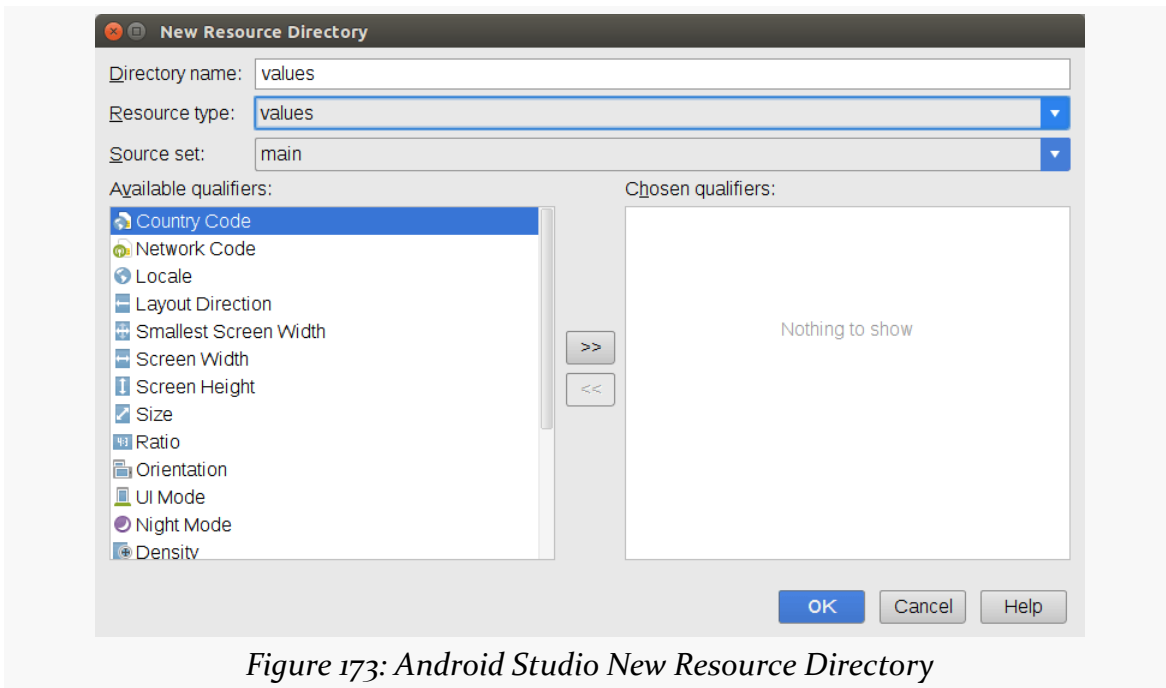 New Resource Directory
Directory name: values
Resource type: values
Source set: main
Available qualifiers:
Chosen qualifiers:
Country Code
Network Code
Locale
Layout Direction
Smallest Screen Width
Screen Width
Screen Height
Size
Ratio
Orientation
UI Mode
Night Mode
Density
>>
<<
Nothing to show
OK Cancel Help
Figure 173: Android Studio New Resource Directory